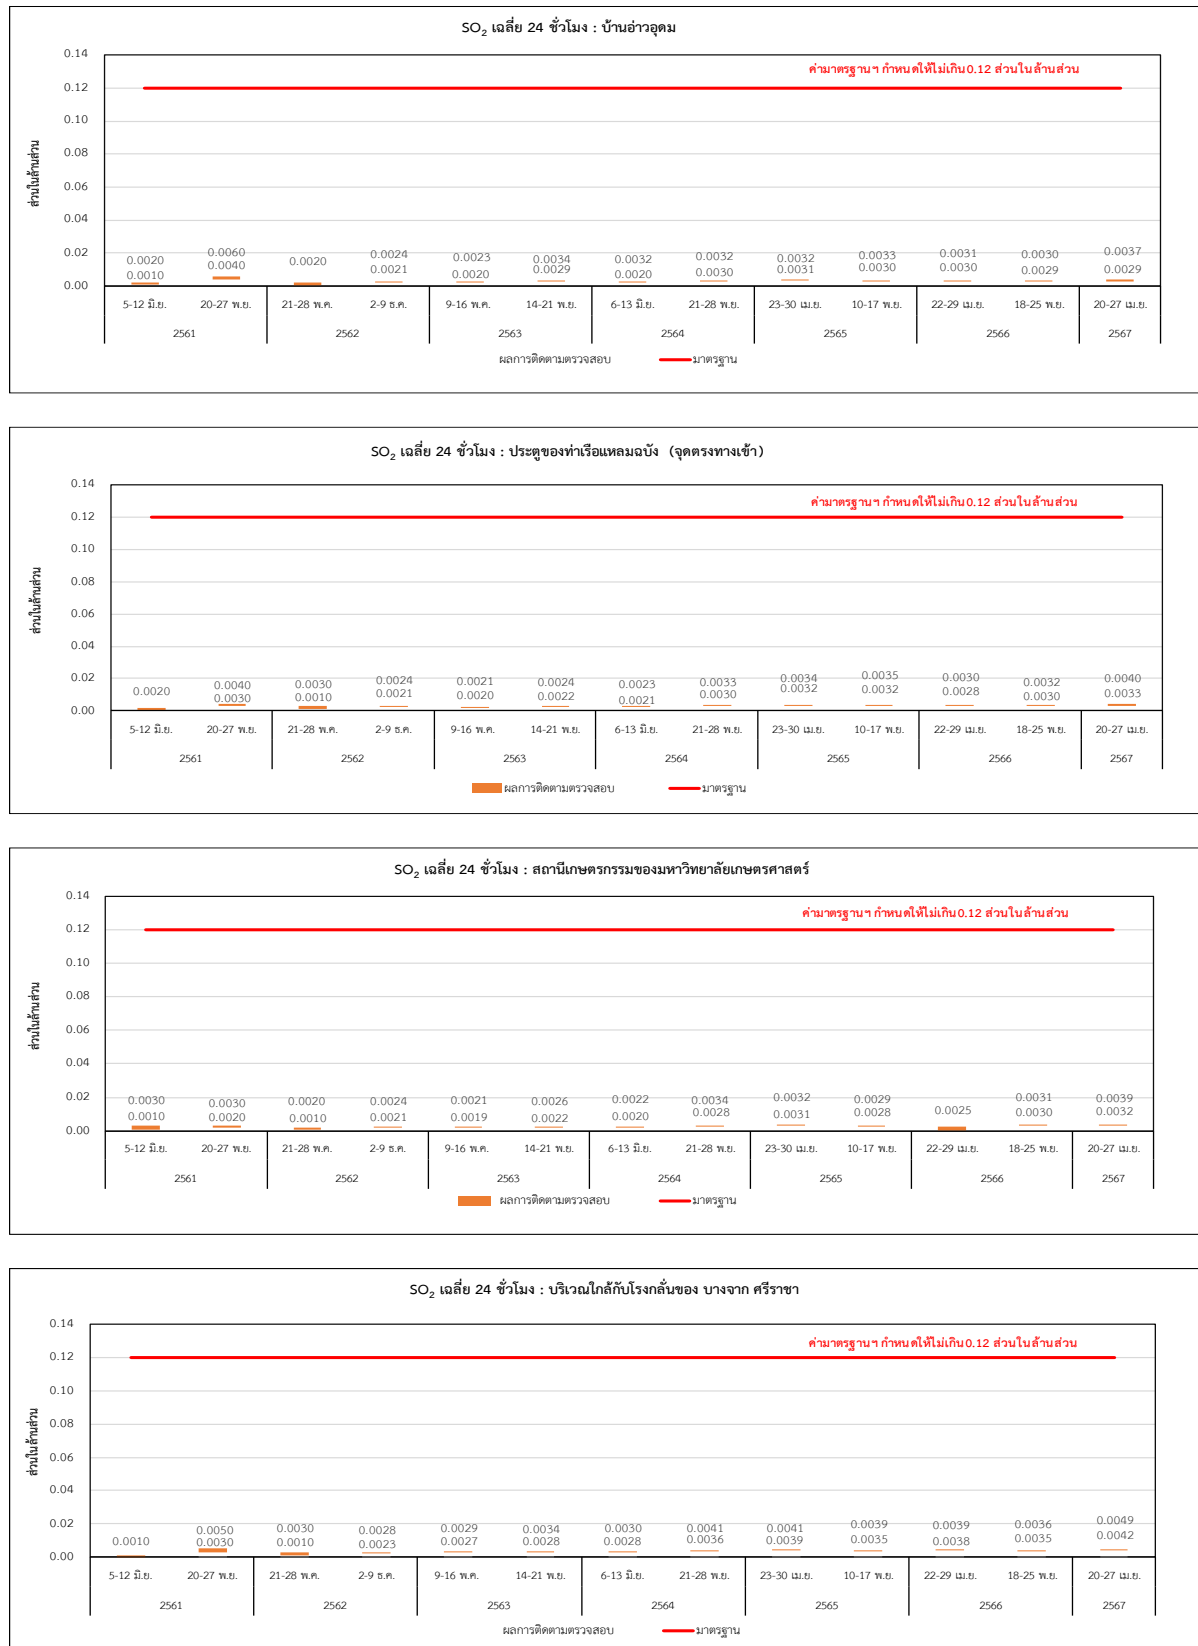 SO2 เฉลี่ย 24 ชั่วโมง : บ้านอ่าวอุดม
ค่ามาตรฐานฯ กำหนดให้ไม่เกิน 0.12 ส่วนในล้านส่วน
ส่วนในล้านส่วน
0.14
0.12
0.10
0.08
0.06
0.04
0.02
0.00
0.0020 0.0060 0.0020 0.0024 0.0023 0.0034 0.0032 0.0032 0.0032 0.0033 0.0031 0.0030 0.0037
0.0010 0.0040 0.0021 0.0020 0.0029 0.0020 0.0030 0.0031 0.0030 0.0030 0.0029 0.0029
5-12 มิ.ย. 20-27 พ.ย. 21-28 พ.ค. 2-9 ธ.ค. 9-16 พ.ค. 14-21 พ.ย. 6-13 มิ.ย. 21-28 พ.ย. 23-30 เม.ย. 10-17 พ.ย. 22-29 เม.ย. 18-25 พ.ย. 20-27 เม.ย.
2561 2562 2563 2564 2565 2566 2567
ผลการติดตามตรวจสอบ มาตรฐาน
SO2 เฉลี่ย 24 ชั่วโมง : ประตูของท่าเรือแหลมฉบัง (จุดตรงทางเข้า)
ค่ามาตรฐานฯ กำหนดให้ไม่เกิน 0.12 ส่วนในล้านส่วน
ส่วนในล้านส่วน
0.14
0.12
0.10
0.08
0.06
0.04
0.02
0.00
0.0020 0.0040 0.0030 0.0024 0.0021 0.0024 0.0023 0.0033 0.0034 0.0035 0.0030 0.0032 0.0040
0.0030 0.0010 0.0021 0.0020 0.0022 0.0021 0.0030 0.0032 0.0032 0.0028 0.0030 0.0033
5-12 มิ.ย. 20-27 พ.ย. 21-28 พ.ค. 2-9 ธ.ค. 9-16 พ.ค. 14-21 พ.ย. 6-13 มิ.ย. 21-28 พ.ย. 23-30 เม.ย. 10-17 พ.ย. 22-29 เม.ย. 18-25 พ.ย. 20-27 เม.ย.
2561 2562 2563 2564 2565 2566 2567
ผลการติดตามตรวจสอบ มาตรฐาน
SO2 เฉลี่ย 24 ชั่วโมง : สถานีเกษตรกรรมของมหาวิทยาลัยเกษตรศาสตร์
ค่ามาตรฐานฯ กำหนดให้ไม่เกิน 0.12 ส่วนในล้านส่วน
ส่วนในล้านส่วน
0.14
0.12
0.10
0.08
0.06
0.04
0.02
0.00
0.0030 0.0030 0.0020 0.0024 0.0021 0.0026 0.0022 0.0034 0.0032 0.0029 0.0025 0.0031 0.0039
0.0010 0.0020 0.0010 0.0021 0.0019 0.0022 0.0020 0.0028 0.0031 0.0028 0.0030 0.0032
5-12 มิ.ย. 20-27 พ.ย. 21-28 พ.ค. 2-9 ธ.ค. 9-16 พ.ค. 14-21 พ.ย. 6-13 มิ.ย. 21-28 พ.ย. 23-30 เม.ย. 10-17 พ.ย. 22-29 เม.ย. 18-25 พ.ย. 20-27 เม.ย.
2561 2562 2563 2564 2565 2566 2567
ผลการติดตามตรวจสอบ มาตรฐาน
SO2 เฉลี่ย 24 ชั่วโมง : บริเวณใกล้กับโรงกลั่นของ บางจาก ศรีราชา
ค่ามาตรฐานฯ กำหนดให้ไม่เกิน 0.12 ส่วนในล้านส่วน
ส่วนในล้านส่วน
0.14
0.12
0.10
0.08
0.06
0.04
0.02
0.00
0.0010 0.0050 0.0030 0.0028 0.0029 0.0034 0.0030 0.0041 0.0041 0.0039 0.0039 0.0036 0.0049
0.0030 0.0010 0.0023 0.0027 0.0028 0.0028 0.0036 0.0039 0.0035 0.0038 0.0035 0.0042
5-12 มิ.ย. 20-27 พ.ย. 21-28 พ.ค. 2-9 ธ.ค. 9-16 พ.ค. 14-21 พ.ย. 6-13 มิ.ย. 21-28 พ.ย. 23-30 เม.ย. 10-17 พ.ย. 22-29 เม.ย. 18-25 พ.ย. 20-27 เม.ย.
2561 2562 2563 2564 2565 2566 2567
ผลการติดตามตรวจสอบ มาตรฐาน